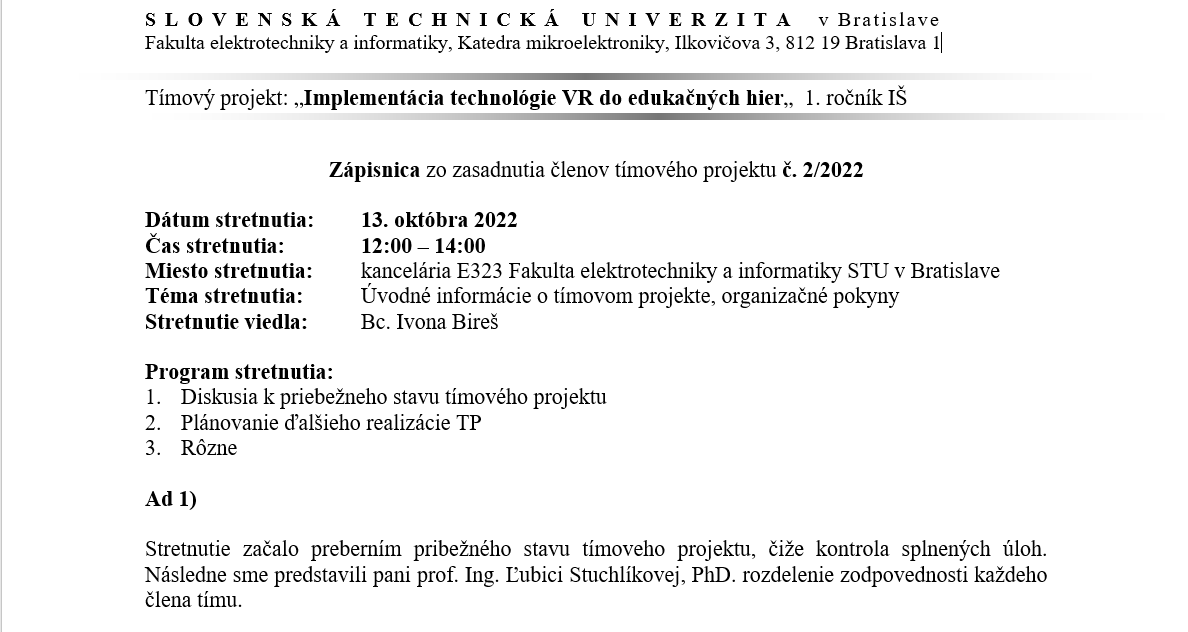 SLOVENSKÁ TECHNICKÁ UNIVERZITA v Bratislave
Fakulta elektrotechniky a informatiky, Katedra mikroelektroniky, Ilkovičova 3, 812 19 Bratislava 1
Tímový projekt: „Implementácia technológie VR do edukačných hier„ 1. ročník IŠ
Zápisnica zo zasadnutia členov tímového projektu č. 2/2022
Dátum stretnutia: 13. októbra 2022
Čas stretnutia: 12:00 – 14:00
Miesto stretnutia: kancelária E323 Fakulta elektrotechniky a informatiky STU v Bratislave
Téma stretnutia: Úvodné informácie o tímovom projekte, organizačné pokyny
Stretnutie viedla: Bc. Ivona Bireš
Program stretnutia:
1. Diskusia k priebežneho stavu tímového projektu
2. Plánovanie ďalšieho realizácie TP
3. Rôzne
Ad 1)
Stretnutie začalo preberním pribežného stavu tímoveho projektu, čiže kontrola splnených úloh.
Následne sme predstavili pani prof. Ing. Ľubici Stuchlíkovej, PhD. rozdelenie zodpovednosti každeho
člena tímu.